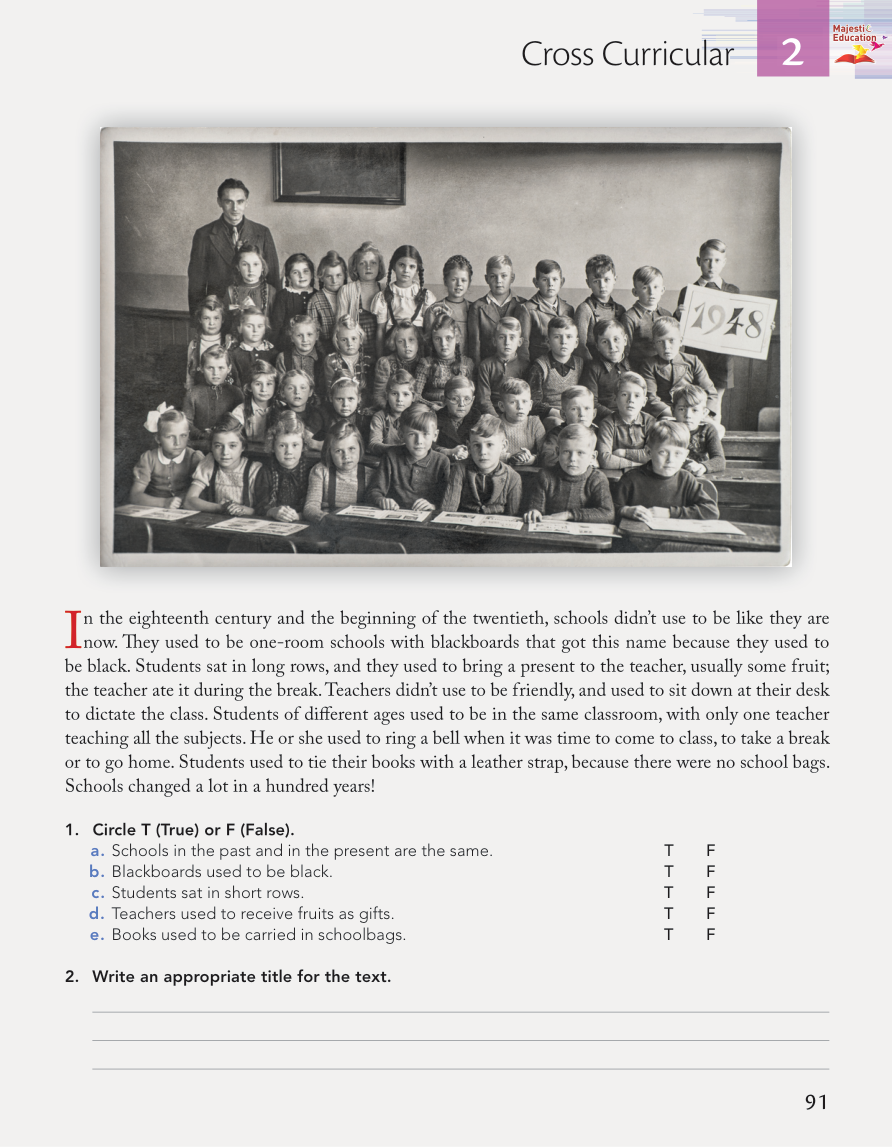 Cross Curricular
2
Majestic
Education
1948
In the eighteenth century and the beginning of the twentieth, schools didn't use to be like they are
now. They used to be one-room schools with blackboards that got this name because they used to
be black. Students sat in long rows, and they used to bring a present to the teacher, usually some fruit;
the teacher ate it during the break. Teachers didn't use to be friendly, and used to sit down at their desk
to dictate the class. Students of different ages used to be in the same classroom, with only one teacher
teaching all the subjects. He or she used to ring a bell when it was time to come to class, to take a break
or to go home. Students used to tie their books with a leather strap, because there were no school bags.
Schools changed a lot in a hundred years!
1. Circle T (True) or F (False).
a. Schools in the past and in the present are the same. T F
b. Blackboards used to be black. T F
c. Students sat in short rows. T F
d. Teachers used to receive fruits as gifts. T F
e. Books used to be carried in schoolbags. T F
2. Write an appropriate title for the text.
91